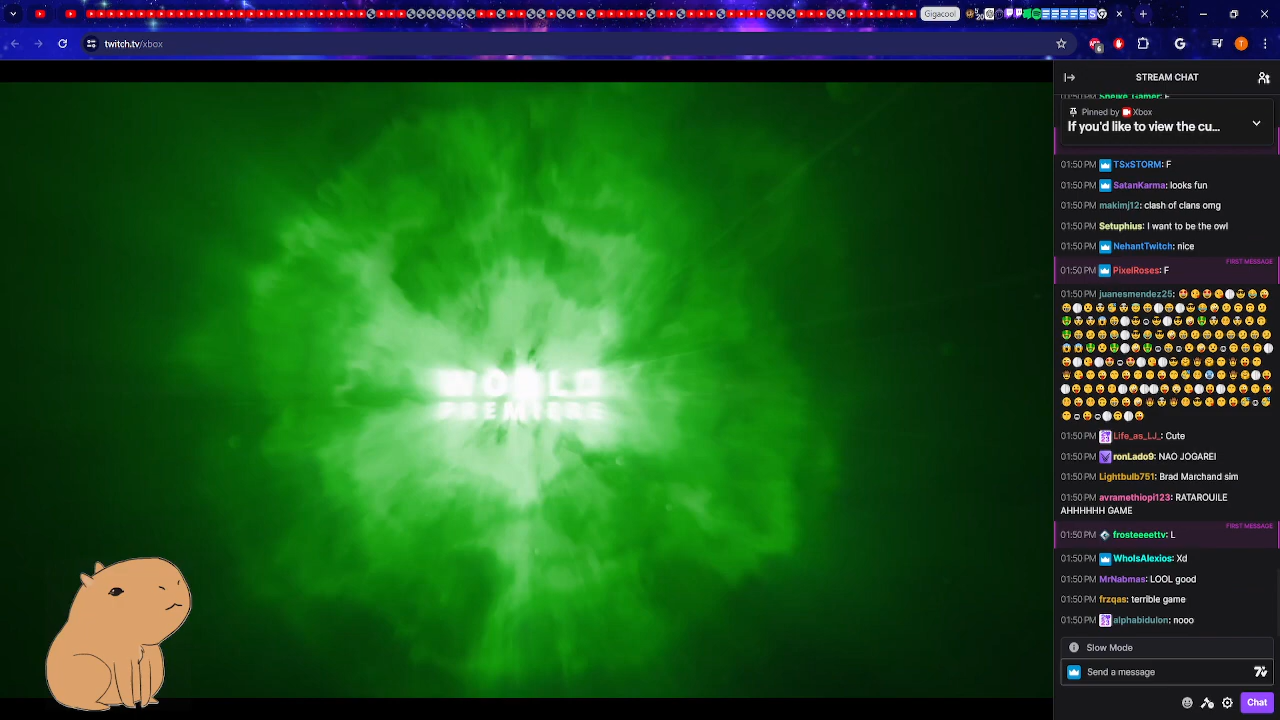 Gigacool
twitch.tv/xbox
STREAM CHAT
Pinned by Xbox
If you'd like to view the cu...
01:50 PM TSxSTORM: F
01:50 PM SatanKarma: looks fun
01:50 PM makimj12: clash of clans omg
01:50 PM Setuphius: I want to be the owl
01:50 PM NehantTwitch: nice
FIRST MESSAGE
01:50 PM PixelRoses: F
01:50 PM juanesmendez25:
01:50 PM Life_as_LJ_: Cute
01:50 PM ronLado9: NAO JOGAREI
01:50 PM Lightbulb751: Brad Marchand sim
01:50 PM avramethiopi123: RATAROUILE
AHHHHHH GAME
FIRST MESSAGE
01:50 PM frosteeeettv: L
01:50 PM WhoIsAlexios: Xd
01:50 PM MrNabmas: LOOL good
01:50 PM frzqas: terrible game
01:50 PM alphabidulon: nooo
WORLD
PREMIERE
Slow Mode
Send a message
Chat